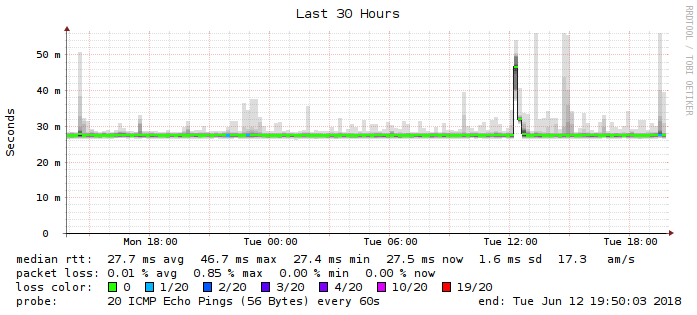 Last 30 Hours
RRDTOOL / TOBI OETIKER
Seconds
50 m
40 m
30 m
20 m
10 m
0
Mon 18:00 Tue 00:00 Tue 06:00 Tue 12:00 Tue 18:00
median rtt: 27.7 ms avg 46.7 ms max 27.4 ms min 27.5 ms now 1.6 ms sd 17.3 am/s
packet loss: 0.01 % avg 0.85 % max 0.00 % min 0.00 % now
loss color: 0 1/20 2/20 3/20 4/20 10/20 19/20
probe: 20 ICMP Echo Pings (56 Bytes) every 60s end: Tue Jun 12 19:50:03 2018